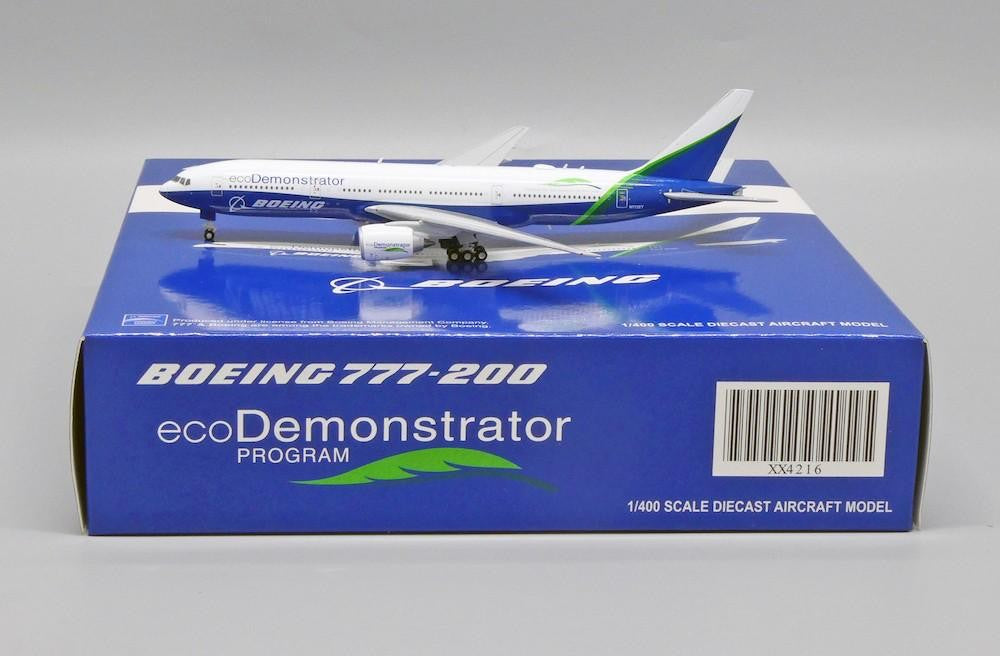 ecoDemonstrator
BOEING
ecoDemonstrator
BOEING
Produced under license from Boeing Management Company.
777 & Boeing are among the trademarks owned by Boeing.
1/400 SCALE DIECAST AIRCRAFT MODEL
BOEING 777-200
ecoDemonstrator
PROGRAM
XX4216
1/400 SCALE DIECAST AIRCRAFT MODEL